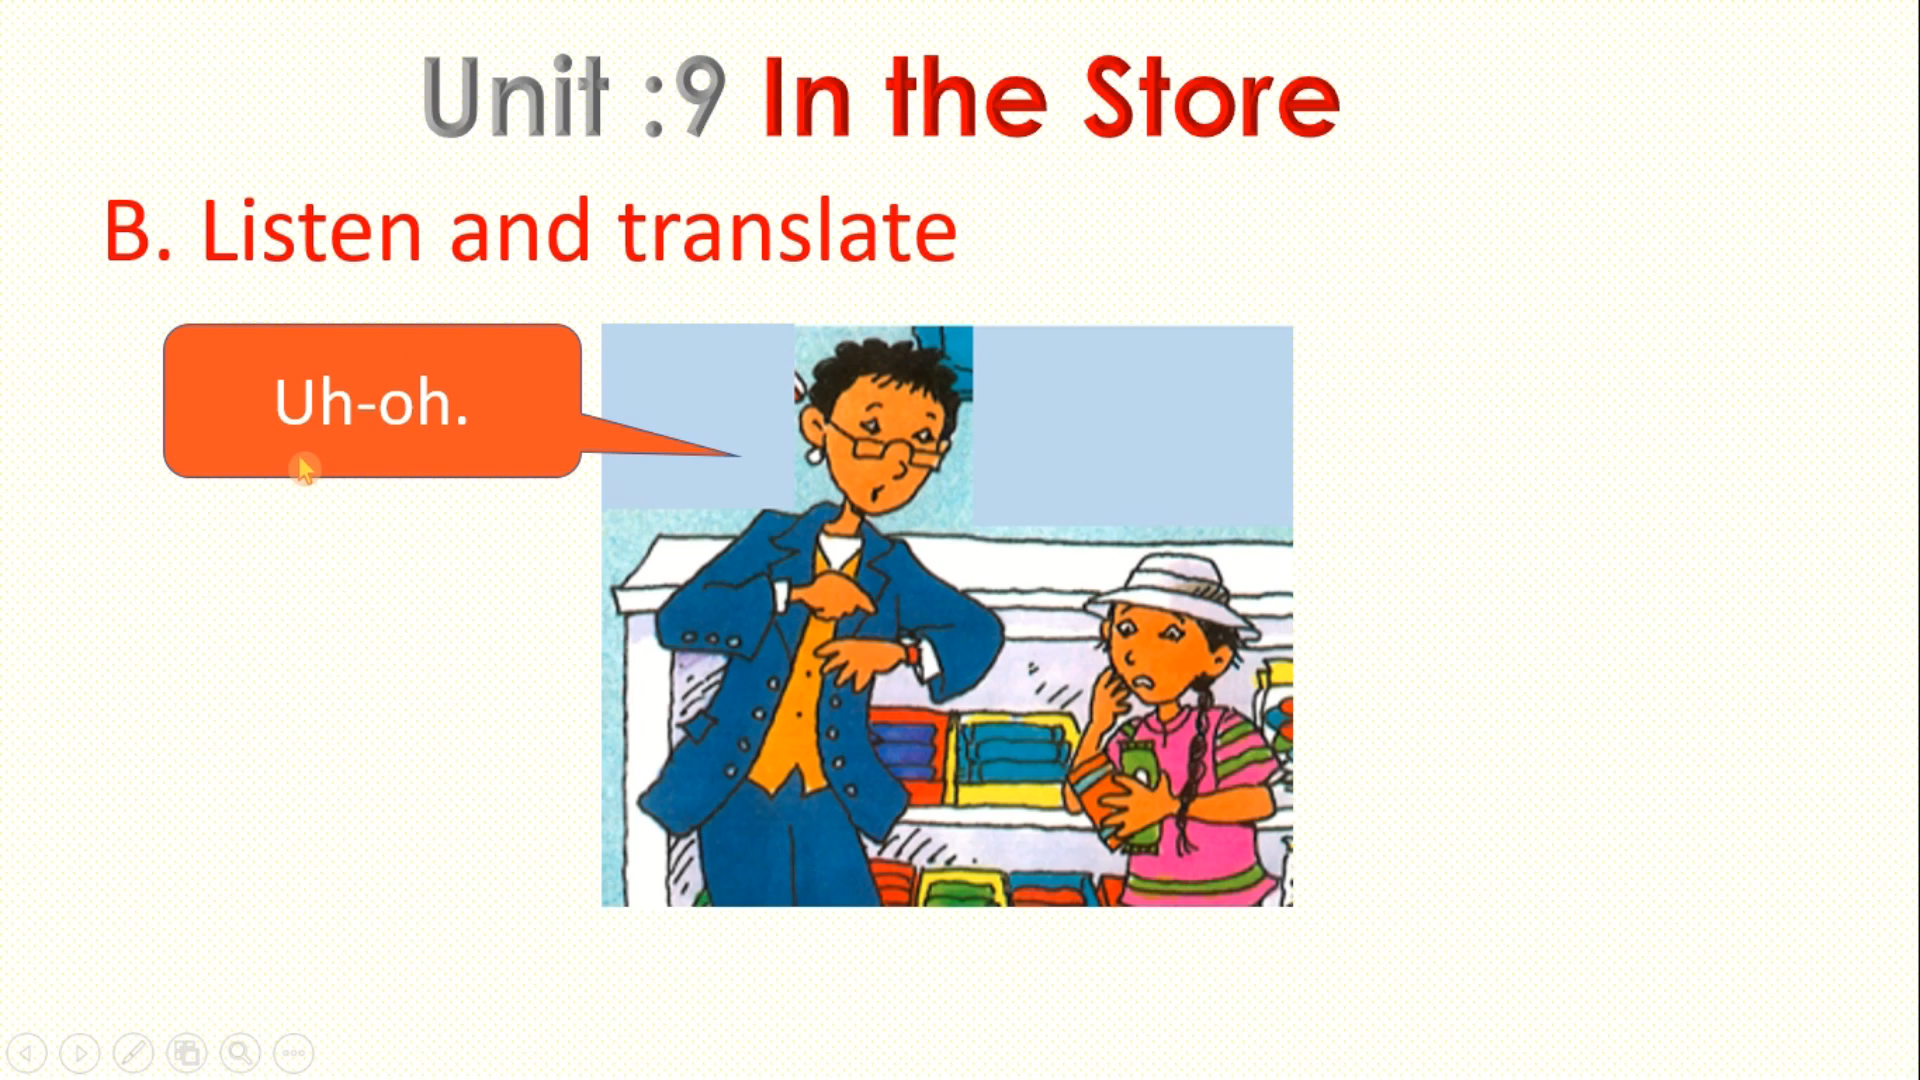 Unit :9 In the Store
B. Listen and translate
Uh-oh.